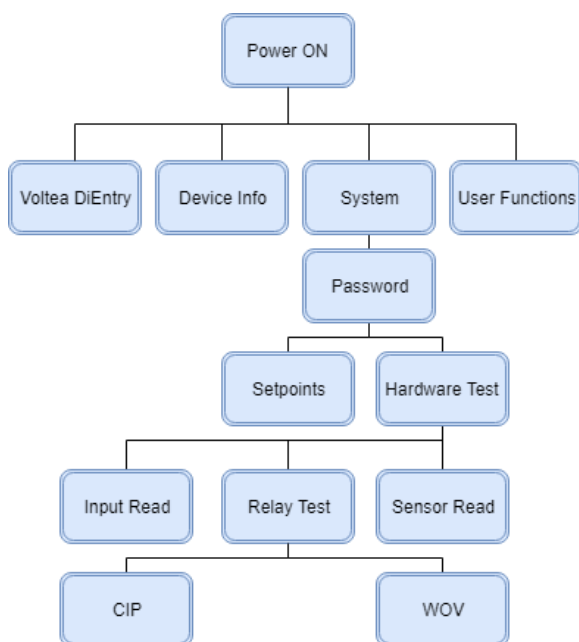 Power ON
Voltea DiEntry
Device Info
System
User Functions
Password
Setpoints
Hardware Test
Input Read
Relay Test
Sensor Read
CIP
WOV